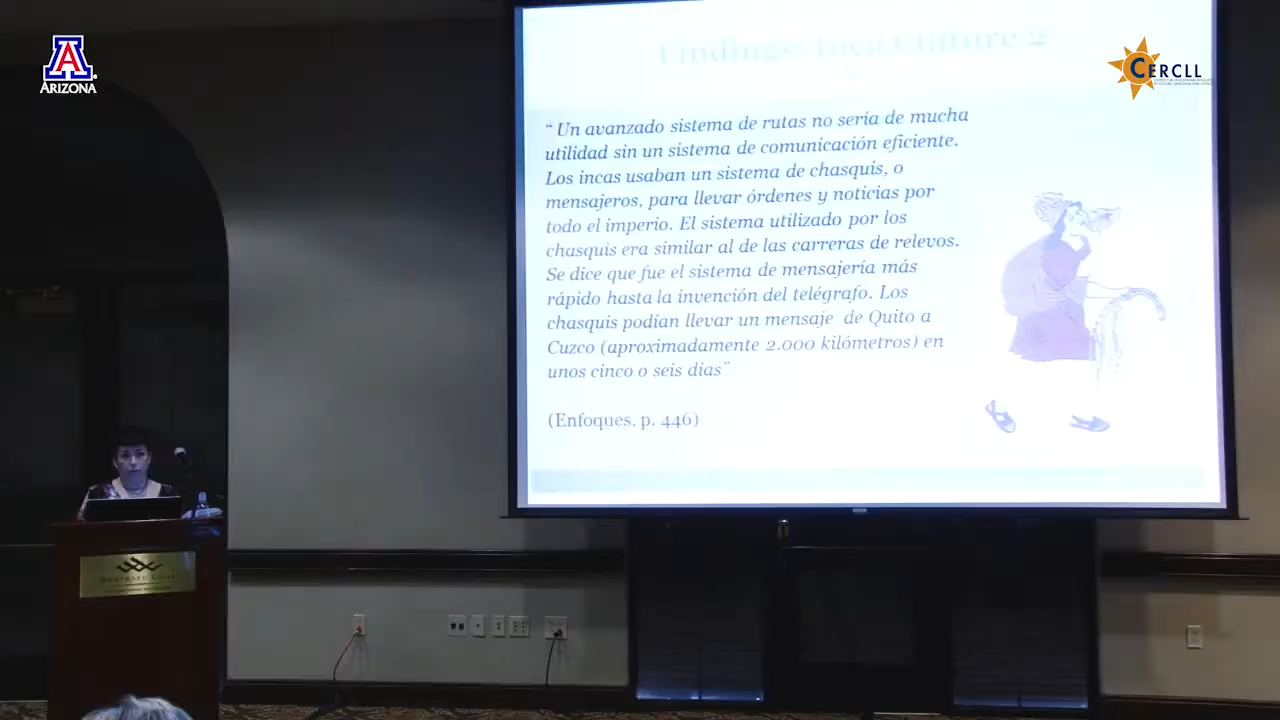 ARIZONA
CERCLL
Findings: Inca Culture 2
“ Un avanzado sistema de rutas no sería de mucha
utilidad sin un sistema de comunicación eficiente.
Los incas usaban un sistema de chasquis, o
mensajeros, para llevar órdenes y noticias por
todo el imperio. El sistema utilizado por los
chasquis era similar al de las carreras de relevos.
Se dice que fue el sistema de mensajería más
rápido hasta la invención del telégrafo. Los
chasquis podían llevar un mensaje de Quito a
Cuzco (aproximadamente 2.000 kilómetros) en
unos cinco o seis días¨
(Enfoques, p. 446)